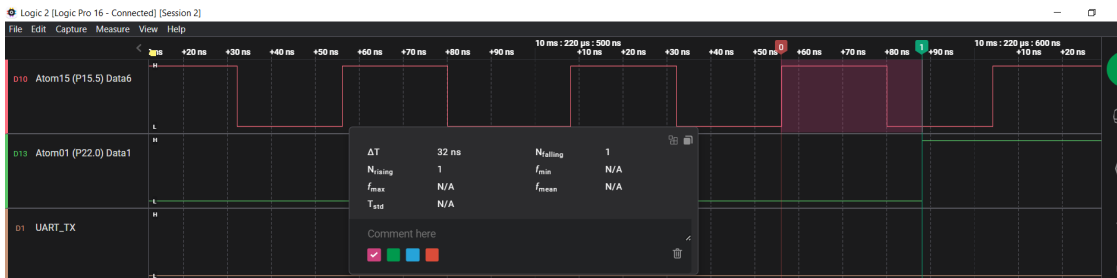 Logic 2 [Logic Pro 16 - Connected] [Session 2]
File Edit Capture Measure View Help
10 ms : 220 µs : 500 ns 10 ms : 220 µs : 600 ns
+20 ns +30 ns +40 ns +50 ns +60 ns +70 ns +80 ns +90 ns +10 ns +20 ns +30 ns +40 ns +50 ns 0 +60 ns +70 ns +80 ns 1 +90 ns +10 ns +20 ns
H
D10 Atom15 (P15.5) Data6
L
H
D13 Atom01 (P22.0) Data1
L
H
D1 UART_TX
L
ΔT 32 ns Nfalling 1
Nrising 1 fmin N/A
fmax N/A fmean N/A
Tstd N/A
Comment here